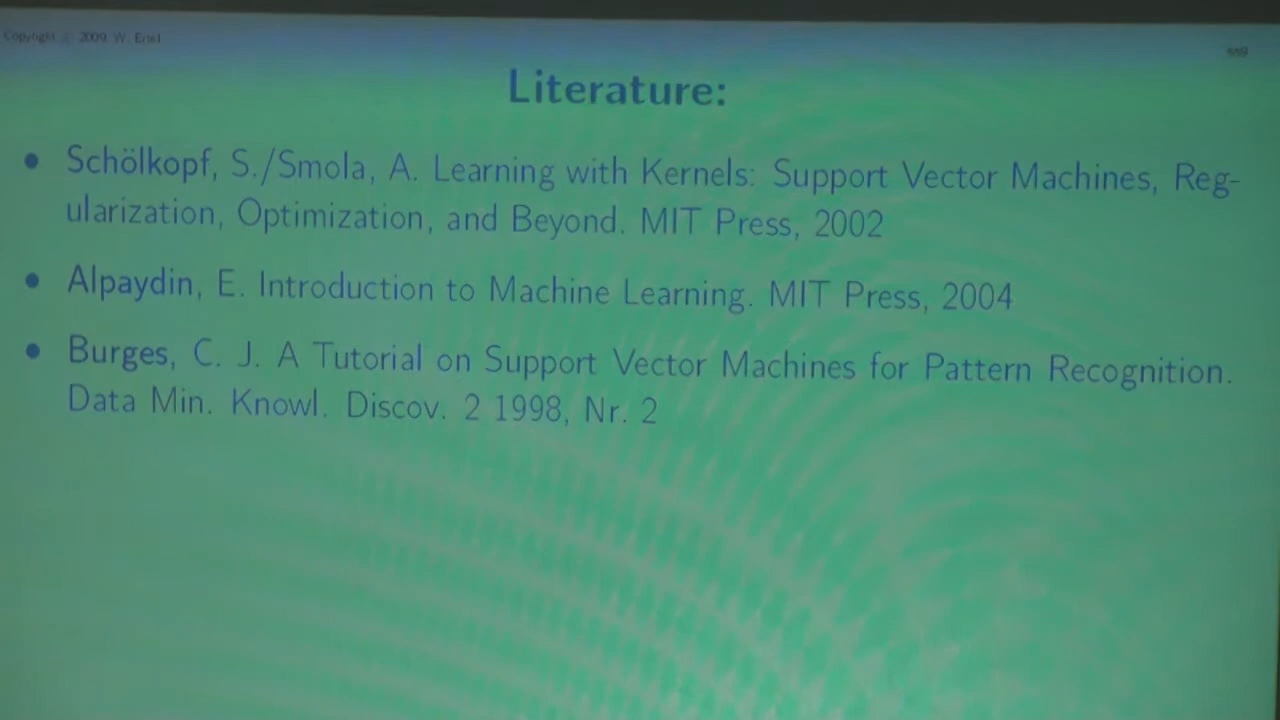 Copyright © 2009 W. Ertel
Literature:
• Schölkopf, S./Smola, A. Learning with Kernels: Support Vector Machines, Reg-
ularization, Optimization, and Beyond. MIT Press, 2002
• Alpaydin, E. Introduction to Machine Learning. MIT Press, 2004
• Burges, C. J. A Tutorial on Support Vector Machines for Pattern Recognition.
Data Min. Knowl. Discov. 2 1998, Nr. 2